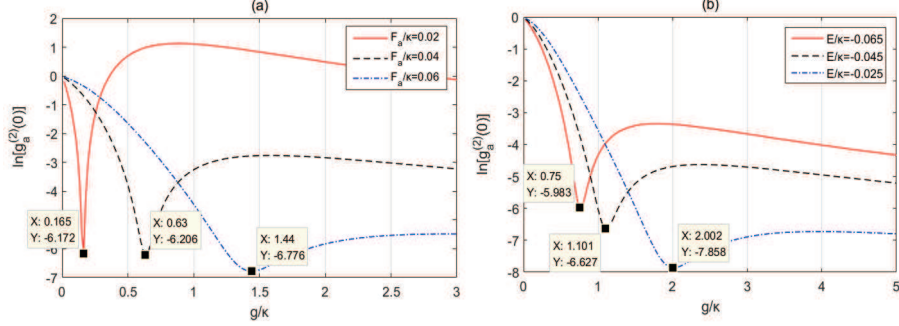 (a)
2
1
0
-1
-2
-3
-4
-5
-6
-7
ln[g_a^(2)(0)]
F_a/κ=0.02
F_a/κ=0.04
F_a/κ=0.06
X: 0.165
Y: -6.172
X: 0.63
Y: -6.206
X: 1.44
Y: -6.776
0 0.5 1 1.5 2 2.5 3
g/κ
(b)
0
-1
-2
-3
-4
-5
-6
-7
-8
ln[g_a^(2)(0)]
E/κ=-0.065
E/κ=-0.045
E/κ=-0.025
X: 0.75
Y: -5.983
X: 1.101
Y: -6.627
X: 2.002
Y: -7.858
0 1 2 3 4 5
g/κ